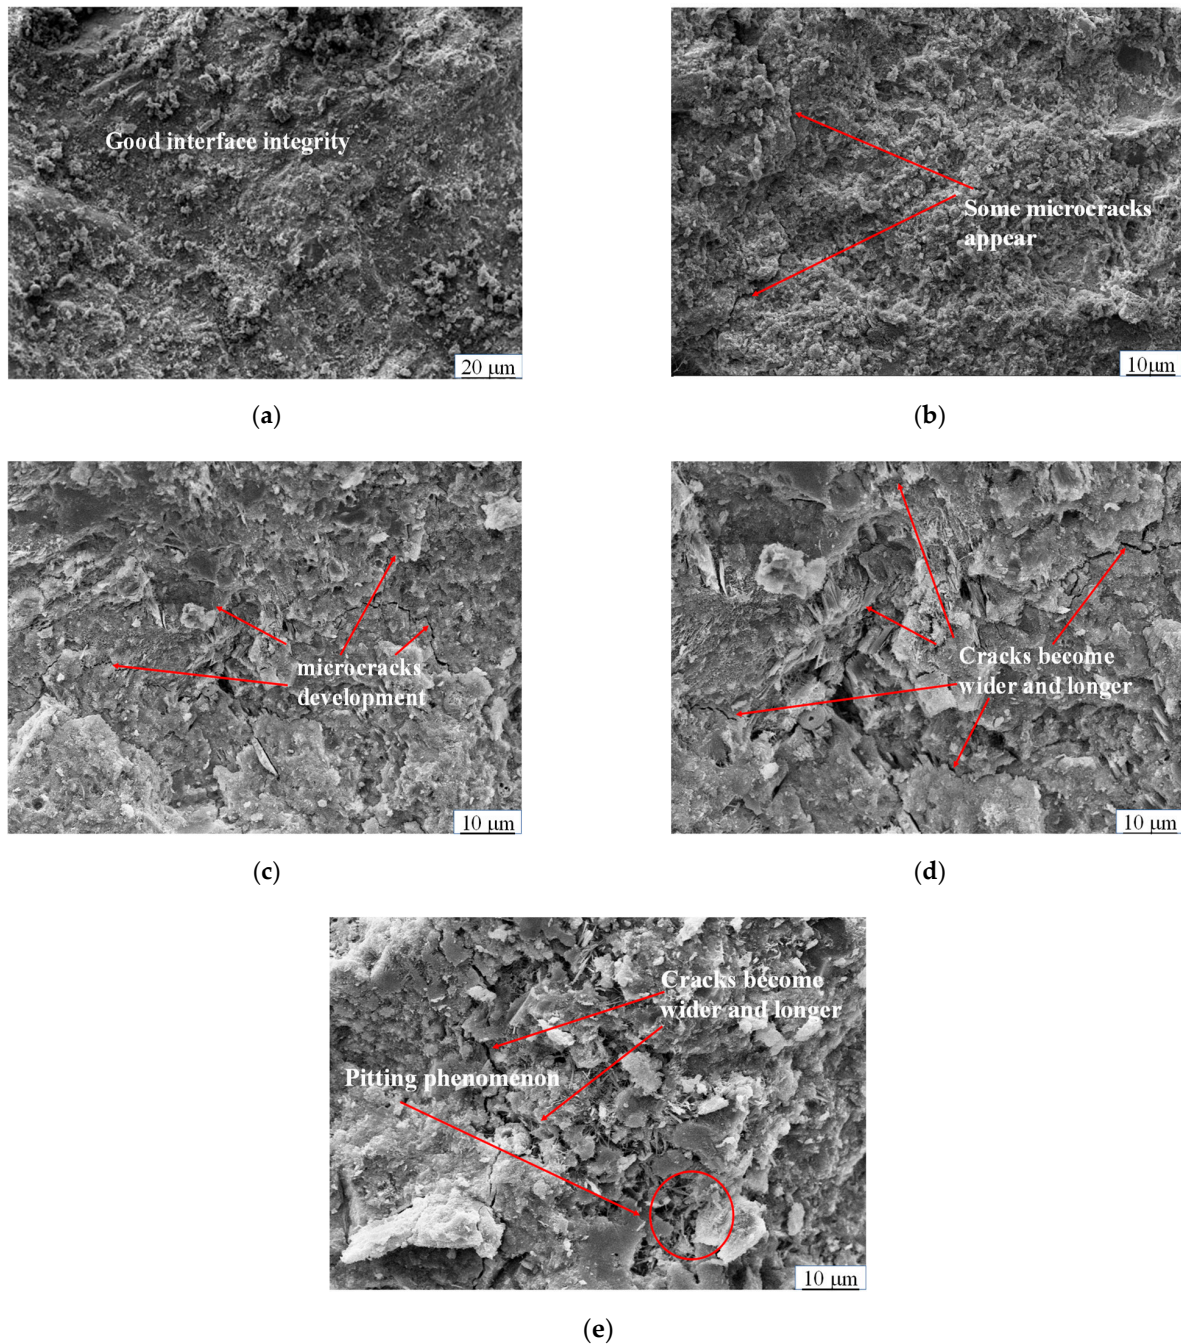 Good interface integrity
20 μm
(a)
Some microcracks
appear
10μm
(b)
microcracks
development
10 μm
(c)
Cracks become
wider and longer
10 μm
(d)
Cracks become
wider and longer
Pitting phenomenon
10 μm
(e)